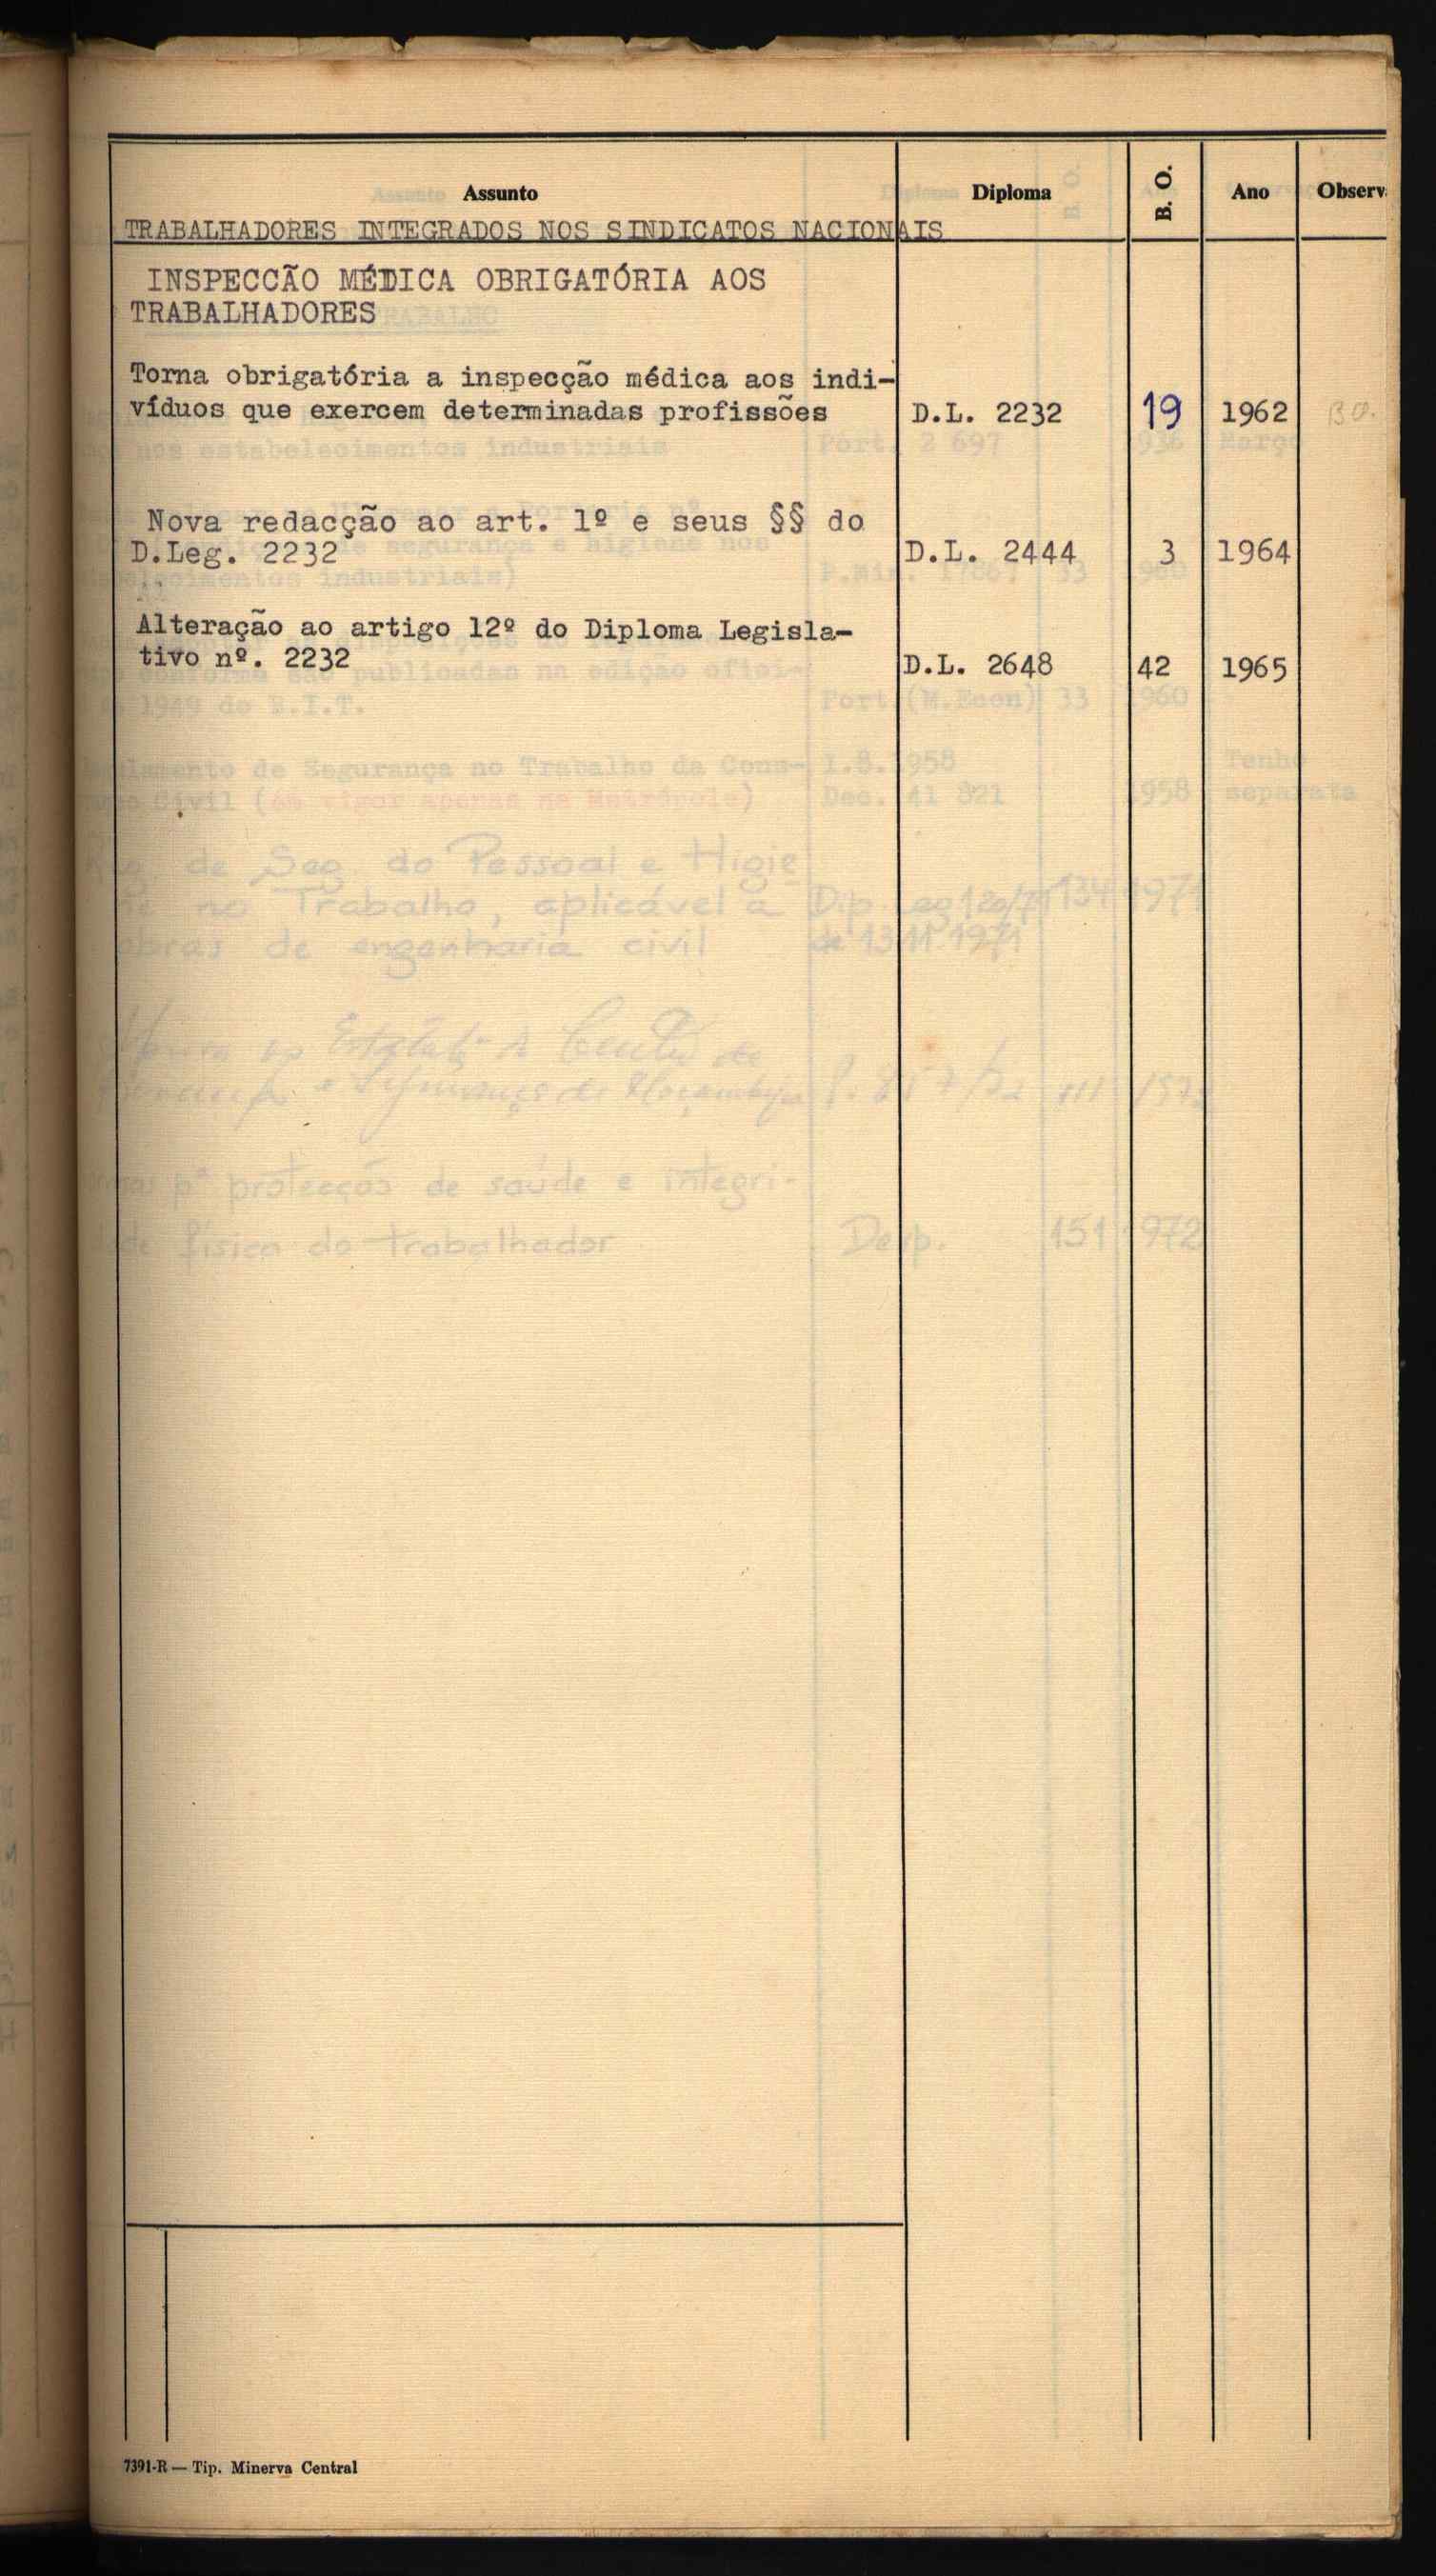 Assunto Diploma B. O. Ano Observ.
TRABALHADORES INTEGRADOS NOS SINDICATOS NACIONAIS
INSPECCÃO MÉDICA OBRIGATÓRIA AOS
TRABALHADORES
Torna obrigatória a inspecção médica aos indi-
víduos que exercem determinadas profissões D.L. 2232 19 1962 B.O.
Nova redacção ao art. 1º e seus §§ do
D.Leg. 2232 D.L. 2444 3 1964
Alteração ao artigo 12º do Diploma Legisla-
tivo nº. 2232 D.L. 2648 42 1965
7391-R — Tip. Minerva Central